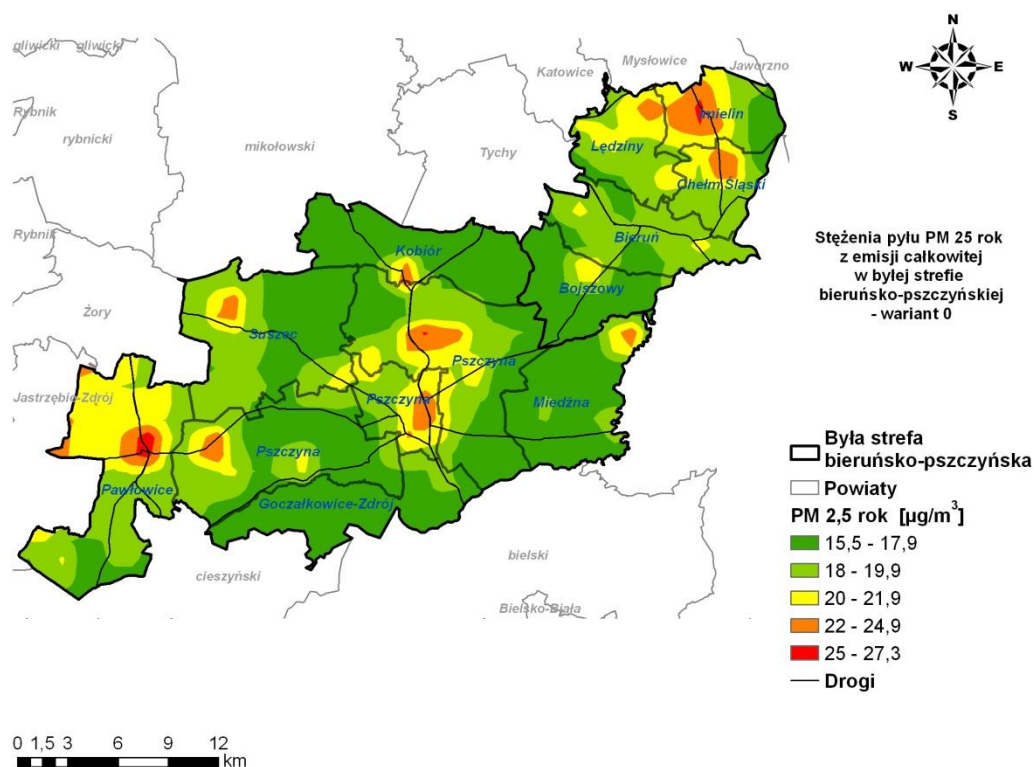 N
W
E
S
gliwicki
gliwicki
Mysłowice
Jaworzno
Katowice
Rybnik
rybnicki
mikołowski
Tychy
Imielin
Lędziny
Chełm Śląski
Rybnik
Kobiór
Bieruń
Bojszowy
Żory
Suszec
Pszczyna
Jastrzębie-Zdrój
Pszczyna
Miedźna
Pszczyna
Pawłowice
Goczałkowice-Zdrój
cieszyński
bielski
Bielsko-Biała
Stężenia pyłu PM 25 rok
z emisji całkowitej
w byłej strefie
bieruńsko-pszczyńskiej
- wariant 0
Była strefa
bieruńsko-pszczyńska
Powiaty
PM 2,5 rok [µg/m³]
15,5 - 17,9
18 - 19,9
20 - 21,9
22 - 24,9
25 - 27,3
Drogi
0 1,5 3 6 9 12
km